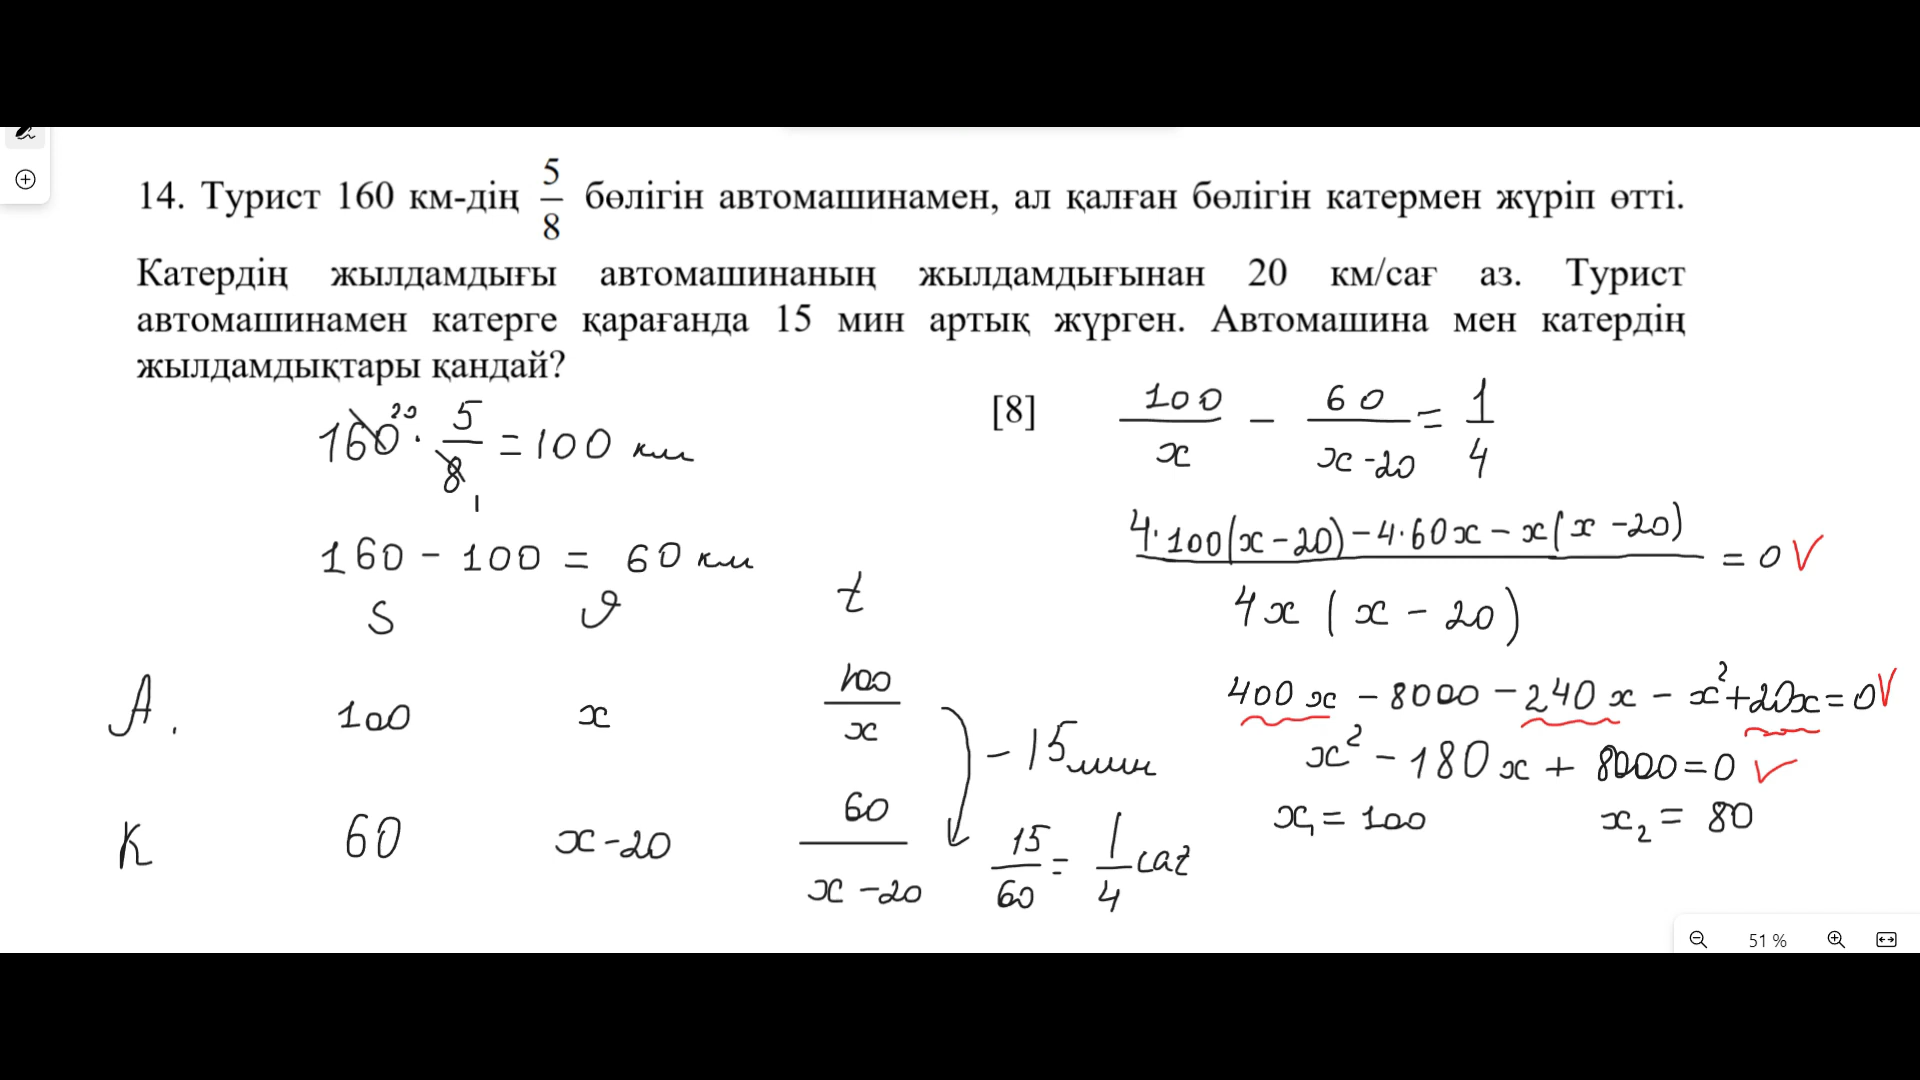 14. Турист 160 км-дің 5/8 бөлігін автомашинамен, ал қалған бөлігін катермен жүріп өтті.
Катердің жылдамдығы автомашинаның жылдамдығынан 20 км/сағ аз. Турист
автомашинамен катерге қарағанда 15 мин артық жүрген. Автомашина мен катердің
жылдамдықтары қандай?
[8]
160 20 · 5/8 1 = 100 км
160 - 100 = 60 км
S ϑ t
А. 100 x 100/x
К 60 x-20 60/(x-20)
- 15 мин
15/60 = 1/4 сағ
100/x - 60/(x-20) = 1/4
(4·100(x-20)-4·60x-x(x-20))/(4x(x-20)) = 0 V
400x - 8000 - 240x - x²+20x=0 V
x² - 180x + 8000=0 ✓
x₁ = 100 x₂ = 80
51 %